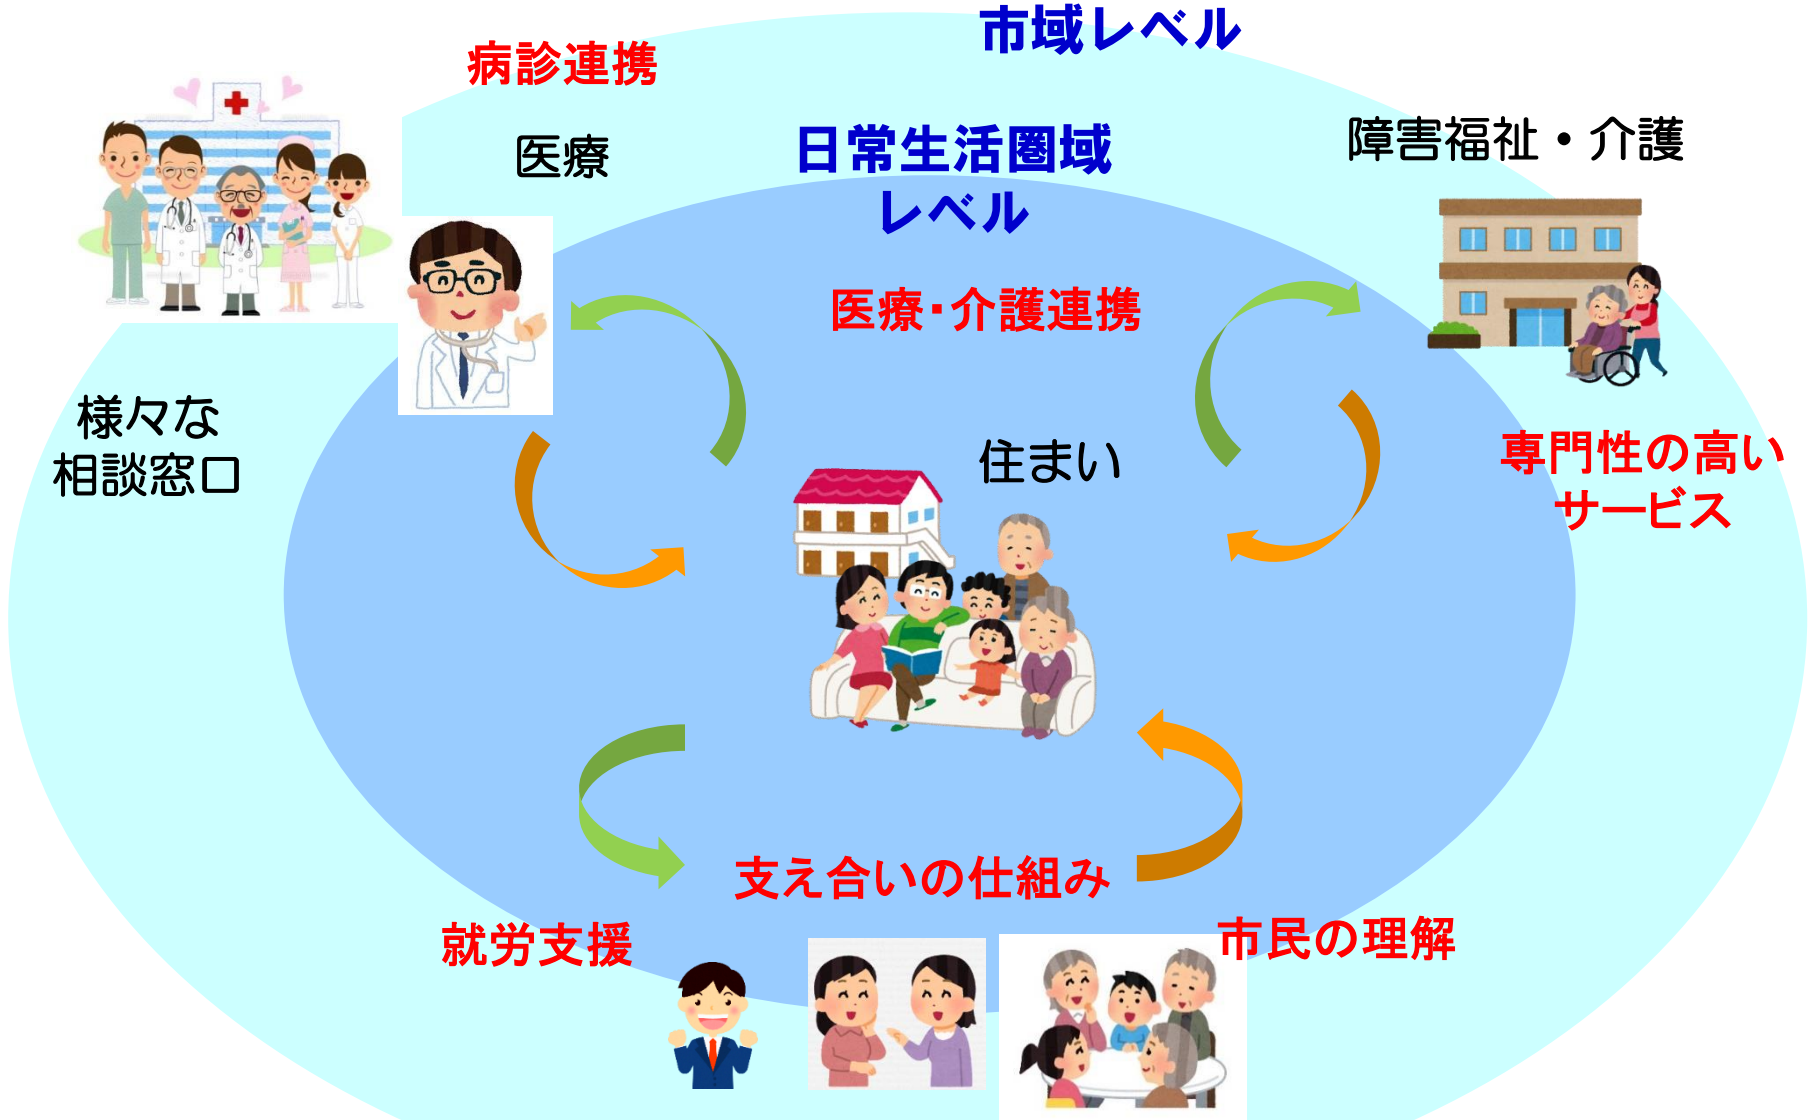 市域レベル
病診連携
医療
日常生活圏域
レベル
障害福祉・介護
医療・介護連携
様々な
相談窓口
住まい
専門性の高い
サービス
支え合いの仕組み
就労支援
市民の理解